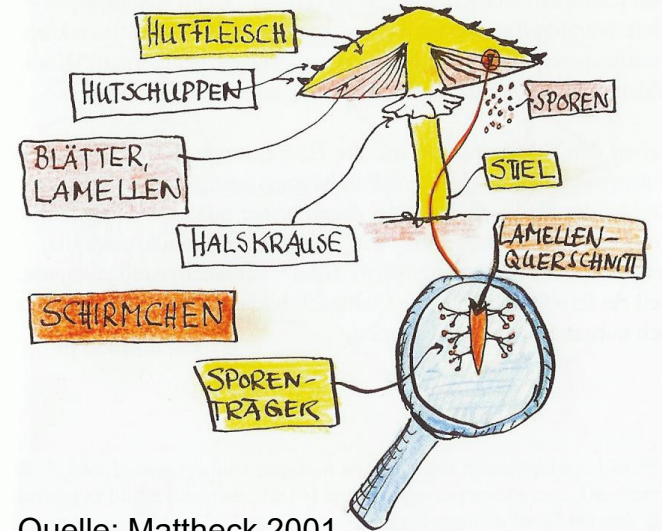 HUTFLEISCH
HUTSCHUPPEN
SPOREN
BLÄTTER,
LAMELLEN
STIEL
HALSKRAUSE
LAMELLEN-
QUERSCHNITT
SCHIRMCHEN
SPOREN-
TRÄGER
Quelle: Mattheck 2001